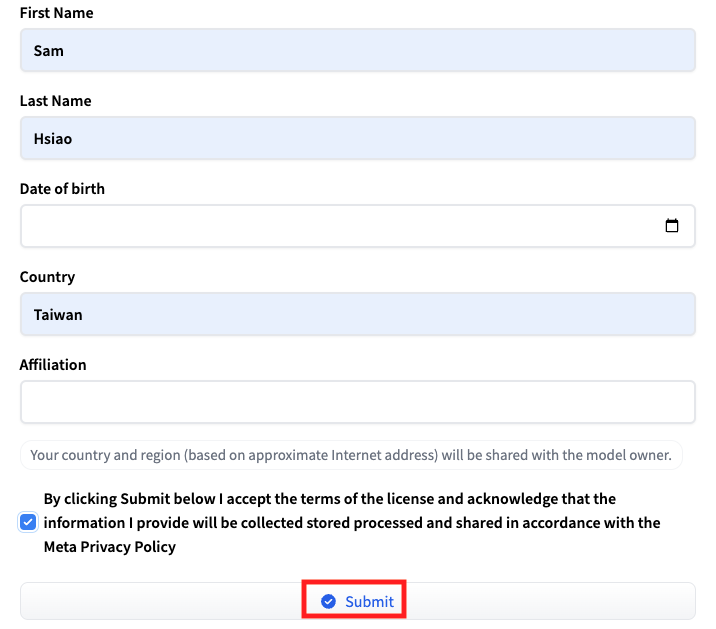 First Name
Sam
Last Name
Hsiao
Date of birth
Country
Taiwan
Affiliation
Your country and region (based on approximate Internet address) will be shared with the model owner.
By clicking Submit below I accept the terms of the license and acknowledge that the
information I provide will be collected stored processed and shared in accordance with the
Meta Privacy Policy
Submit